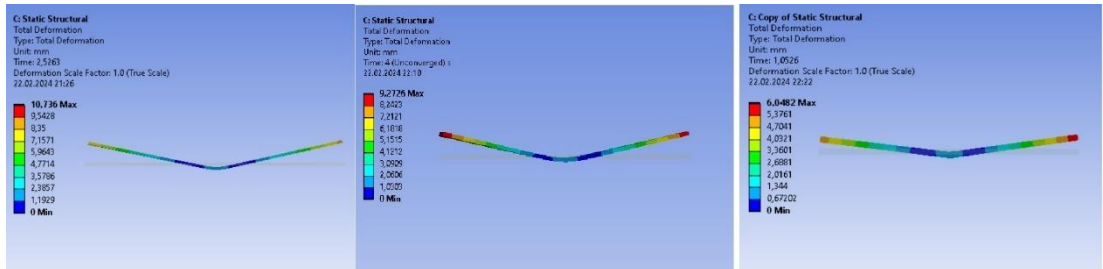 C: Static Structural
Total Deformation
Type: Total Deformation
Unit: mm
Time: 2,5263
Deformation Scale Factor: 1.0 (True Scale)
22.02.2024 21:26
10,736 Max
9,5428
8,35
7,1571
5,9643
4,7714
3,5786
2,3857
1,1929
0 Min
C: Static Structural
Total Deformation
Type: Total Deformation
Unit: mm
Time: 4 (Unconverged) s
22.02.2024 22:10
9,2726 Max
8,2423
7,2121
6,1818
5,1515
4,1212
3,0909
2,0606
1,0303
0 Min
C: Copy of Static Structural
Total Deformation
Type: Total Deformation
Unit: mm
Time: 1,0526
Deformation Scale Factor: 1.0 (True Scale)
22.02.2024 22:22
6,0482 Max
5,3761
4,7041
4,0321
3,3601
2,6881
2,0161
1,344
0,67202
0 Min